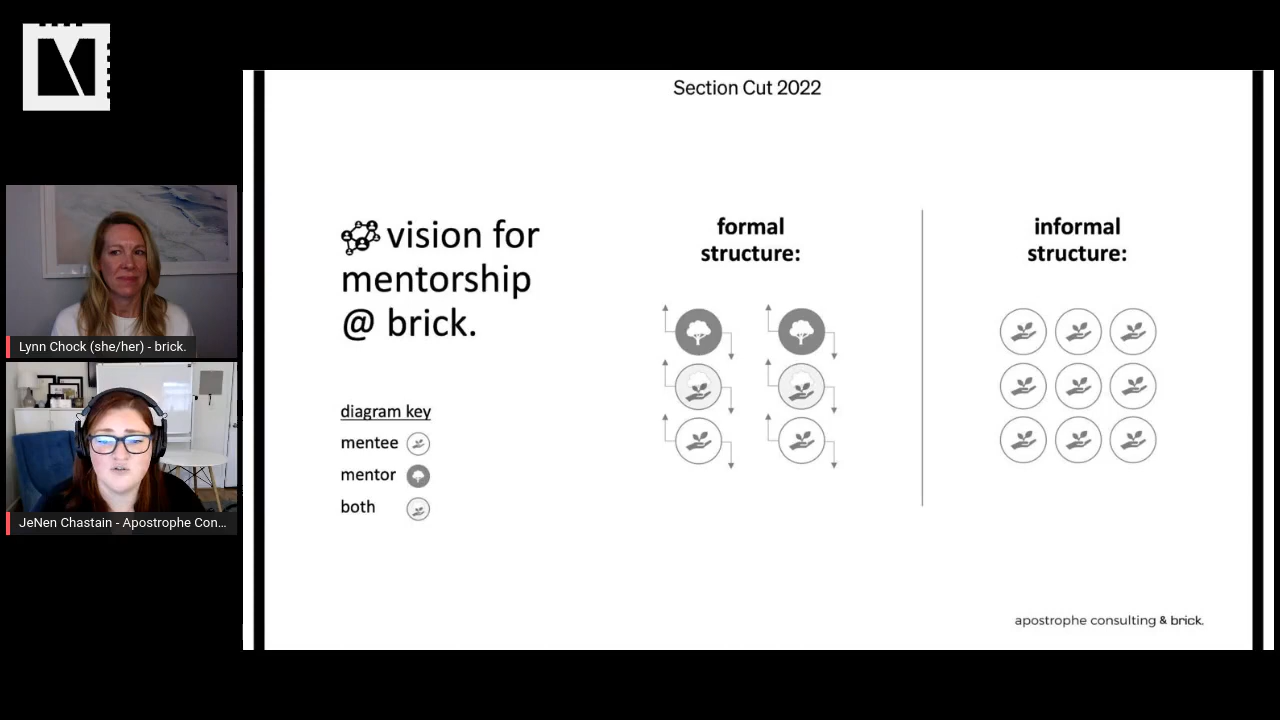 Section Cut 2022
vision for
mentorship
@ brick.
diagram key
mentee
mentor
both
formal
structure:
informal
structure:
apostrophe consulting & brick.
Lynn Chock (she/her) - brick.
JeNen Chastain - Apostrophe Con...